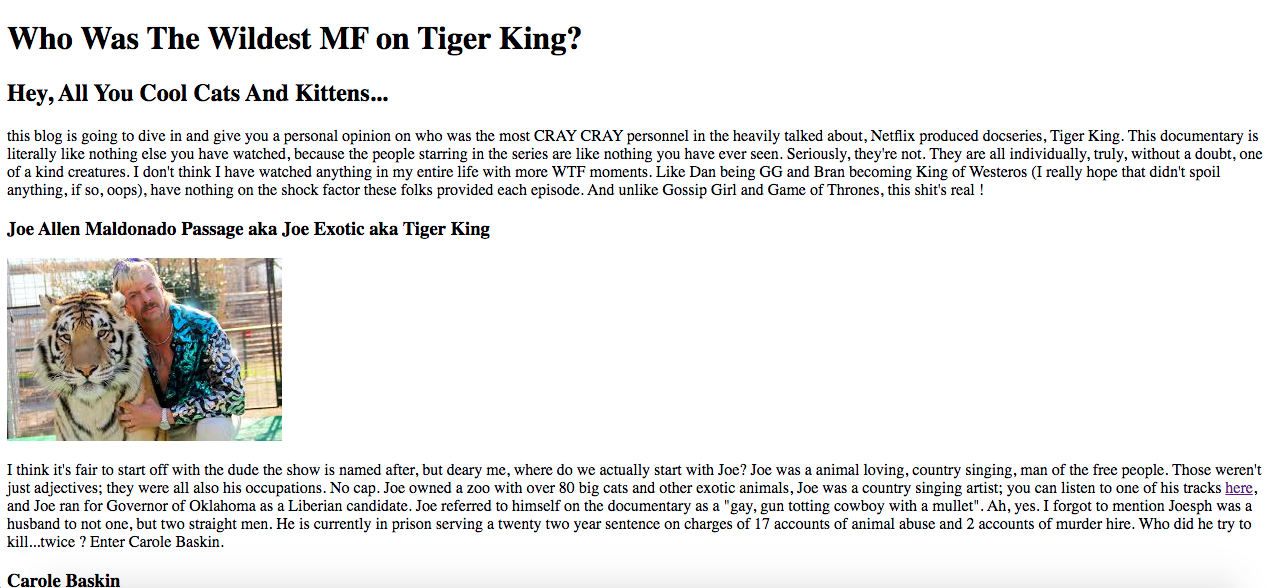 Who Was The Wildest MF on Tiger King?
Hey, All You Cool Cats And Kittens...
this blog is going to dive in and give you a personal opinion on who was the most CRAY CRAY personnel in the heavily talked about, Netflix produced docseries, Tiger King. This documentary is
literally like nothing else you have watched, because the people starring in the series are like nothing you have ever seen. Seriously, they're not. They are all individually, truly, without a doubt, one
of a kind creatures. I don't think I have watched anything in my entire life with more WTF moments. Like Dan being GG and Bran becoming King of Westeros (I really hope that didn't spoil
anything, if so, oops), have nothing on the shock factor these folks provided each episode. And unlike Gossip Girl and Game of Thrones, this shit's real !
Joe Allen Maldonado Passage aka Joe Exotic aka Tiger King
I think it's fair to start off with the dude the show is named after, but deary me, where do we actually start with Joe? Joe was a animal loving, country singing, man of the free people. Those weren't
just adjectives; they were all also his occupations. No cap. Joe owned a zoo with over 80 big cats and other exotic animals, Joe was a country singing artist; you can listen to one of his tracks here,
and Joe ran for Governor of Oklahoma as a Liberian candidate. Joe referred to himself on the documentary as a "gay, gun totting cowboy with a mullet". Ah, yes. I forgot to mention Joesph was a
husband to not one, but two straight men. He is currently in prison serving a twenty two year sentence on charges of 17 accounts of animal abuse and 2 accounts of murder hire. Who did he try to
kill...twice ? Enter Carole Baskin.
Carole Baskin